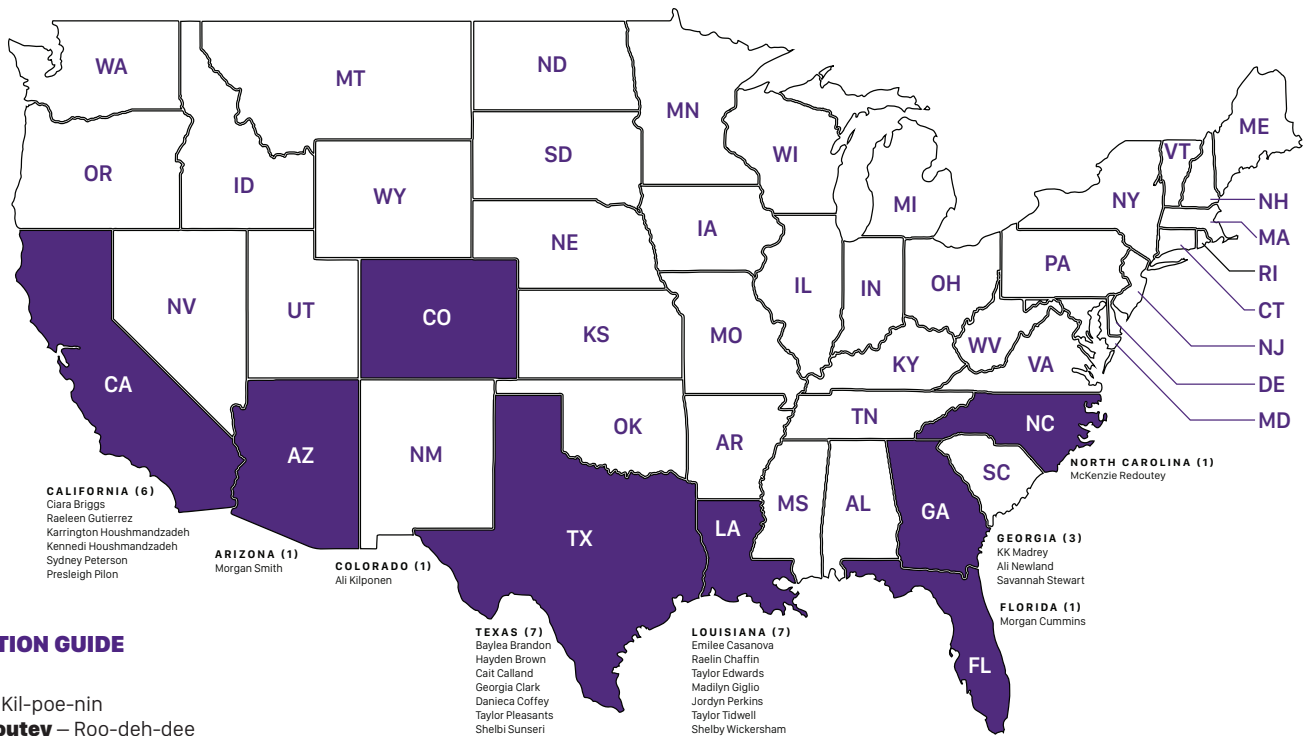 WA
MT
ND
MN
OR
ID
WY
SD
WI
MI
NY
VT
ME
NH
MA
RI
CT
NJ
DE
MD
NV
UT
CO
NE
IA
KS
MO
IL
IN
OH
PA
WV
VA
KY
CA
AZ
NM
OK
AR
TN
NC
SC
TX
LA
MS
AL
GA
FL
CALIFORNIA (6)
Ciara Briggs
Raeleen Gutierrez
Karrington Houshmandzadeh
Kennedi Houshmandzadeh
Sydney Peterson
Presleigh Pilon
ARIZONA (1)
Morgan Smith
COLORADO (1)
Ali Kilponen
TEXAS (7)
Baylea Brandon
Hayden Brown
Cait Calland
Georgia Clark
Danieca Coffey
Taylor Pleasants
Shelbi Sunseri
LOUISIANA (7)
Emilee Casanova
Raelin Chaffin
Taylor Edwards
Madilyn Giglio
Jordyn Perkins
Taylor Tidwell
Shelby Wickersham
NORTH CAROLINA (1)
McKenzie Redoutey
GEORGIA (3)
KK Madrey
Ali Newland
Savannah Stewart
FLORIDA (1)
Morgan Cummins
TION GUIDE
Kil-poe-nin
outey – Roo-deh-dee